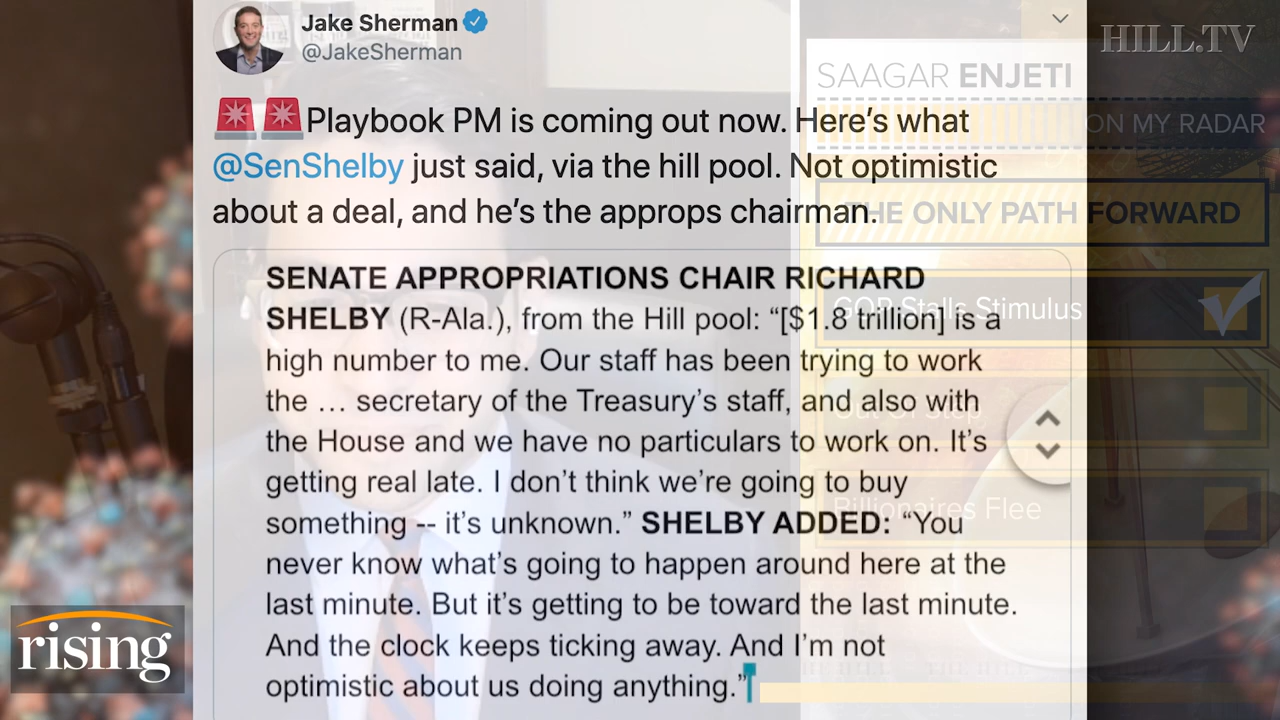 Jake Sherman
@JakeSherman
Playbook PM is coming out now. Here's what
@SenShelby just said, via the hill pool. Not optimistic
about a deal, and he's the approps chairman.
SENATE APPROPRIATIONS CHAIR RICHARD
SHELBY (R-Ala.), from the Hill pool: “[$1.8 trillion] is a
high number to me. Our staff has been trying to work
the … secretary of the Treasury's staff, and also with
the House and we have no particulars to work on. It's
getting real late. I don't think we're going to buy
something -- it's unknown.” SHELBY ADDED: “You
never know what's going to happen around here at the
last minute. But it's getting to be toward the last minute.
And the clock keeps ticking away. And I'm not
optimistic about us doing anything.”
HILL.TV
SAAGAR ENJETI
ON MY RADAR
THE ONLY PATH FORWARD
GOP Stalls Stimulus
Out Of Step
Billionaires Flee
rising